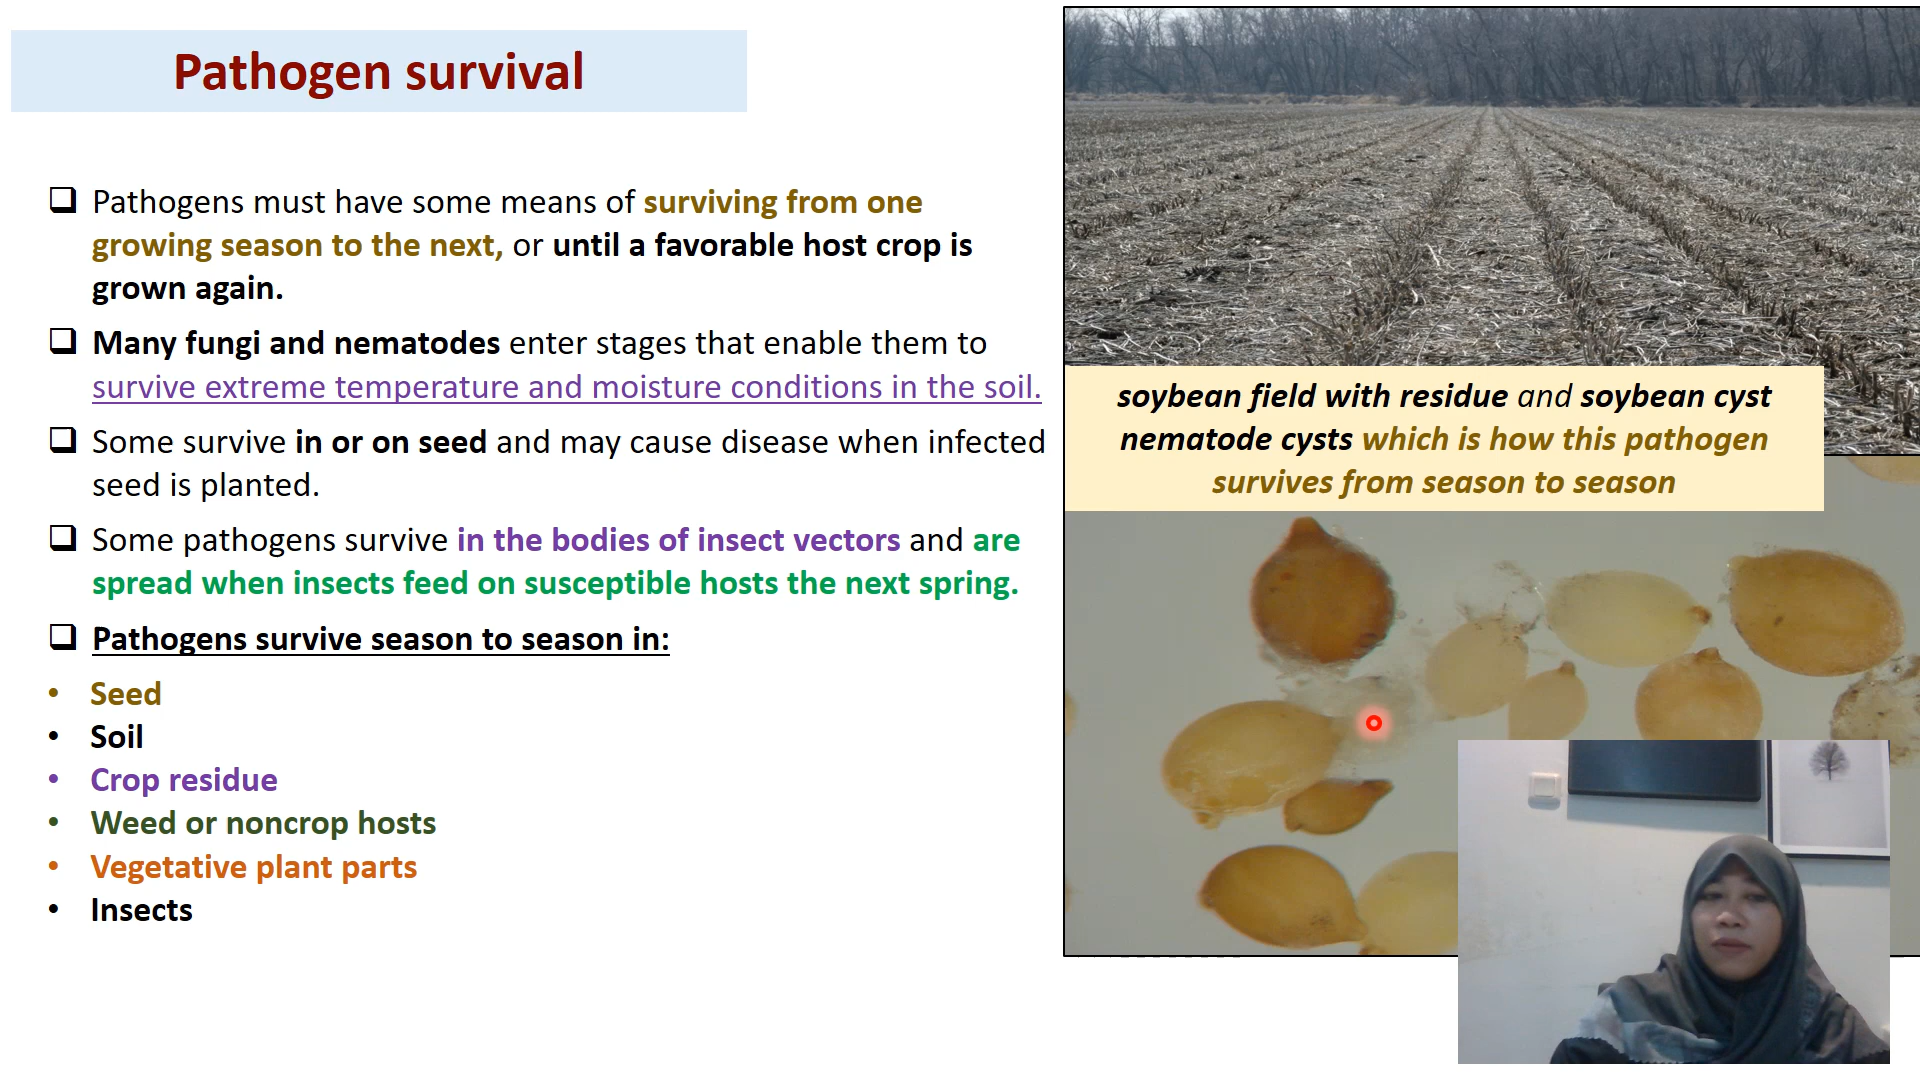 Pathogen survival
Pathogens must have some means of surviving from one
growing season to the next, or until a favorable host crop is
grown again.
Many fungi and nematodes enter stages that enable them to
survive extreme temperature and moisture conditions in the soil.
Some survive in or on seed and may cause disease when infected
seed is planted.
Some pathogens survive in the bodies of insect vectors and are
spread when insects feed on susceptible hosts the next spring.
Pathogens survive season to season in:
• Seed
• Soil
• Crop residue
• Weed or noncrop hosts
• Vegetative plant parts
• Insects
soybean field with residue and soybean cyst
nematode cysts which is how this pathogen
survives from season to season